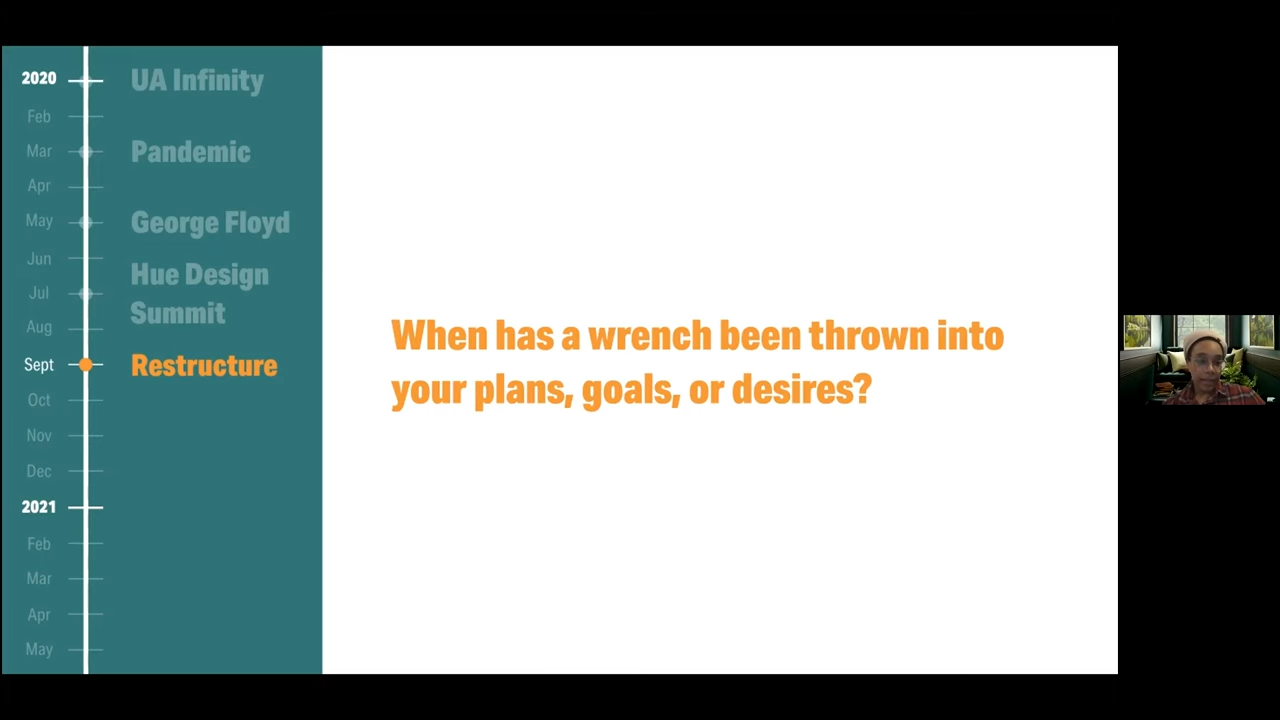 2020
UA Infinity
Feb
Mar
Pandemic
Apr
May
George Floyd
Jun
Hue Design
Jul
Summit
Aug
Sept
Restructure
Oct
Nov
Dec
2021
Feb
Mar
Apr
May
When has a wrench been thrown into
your plans, goals, or desires?